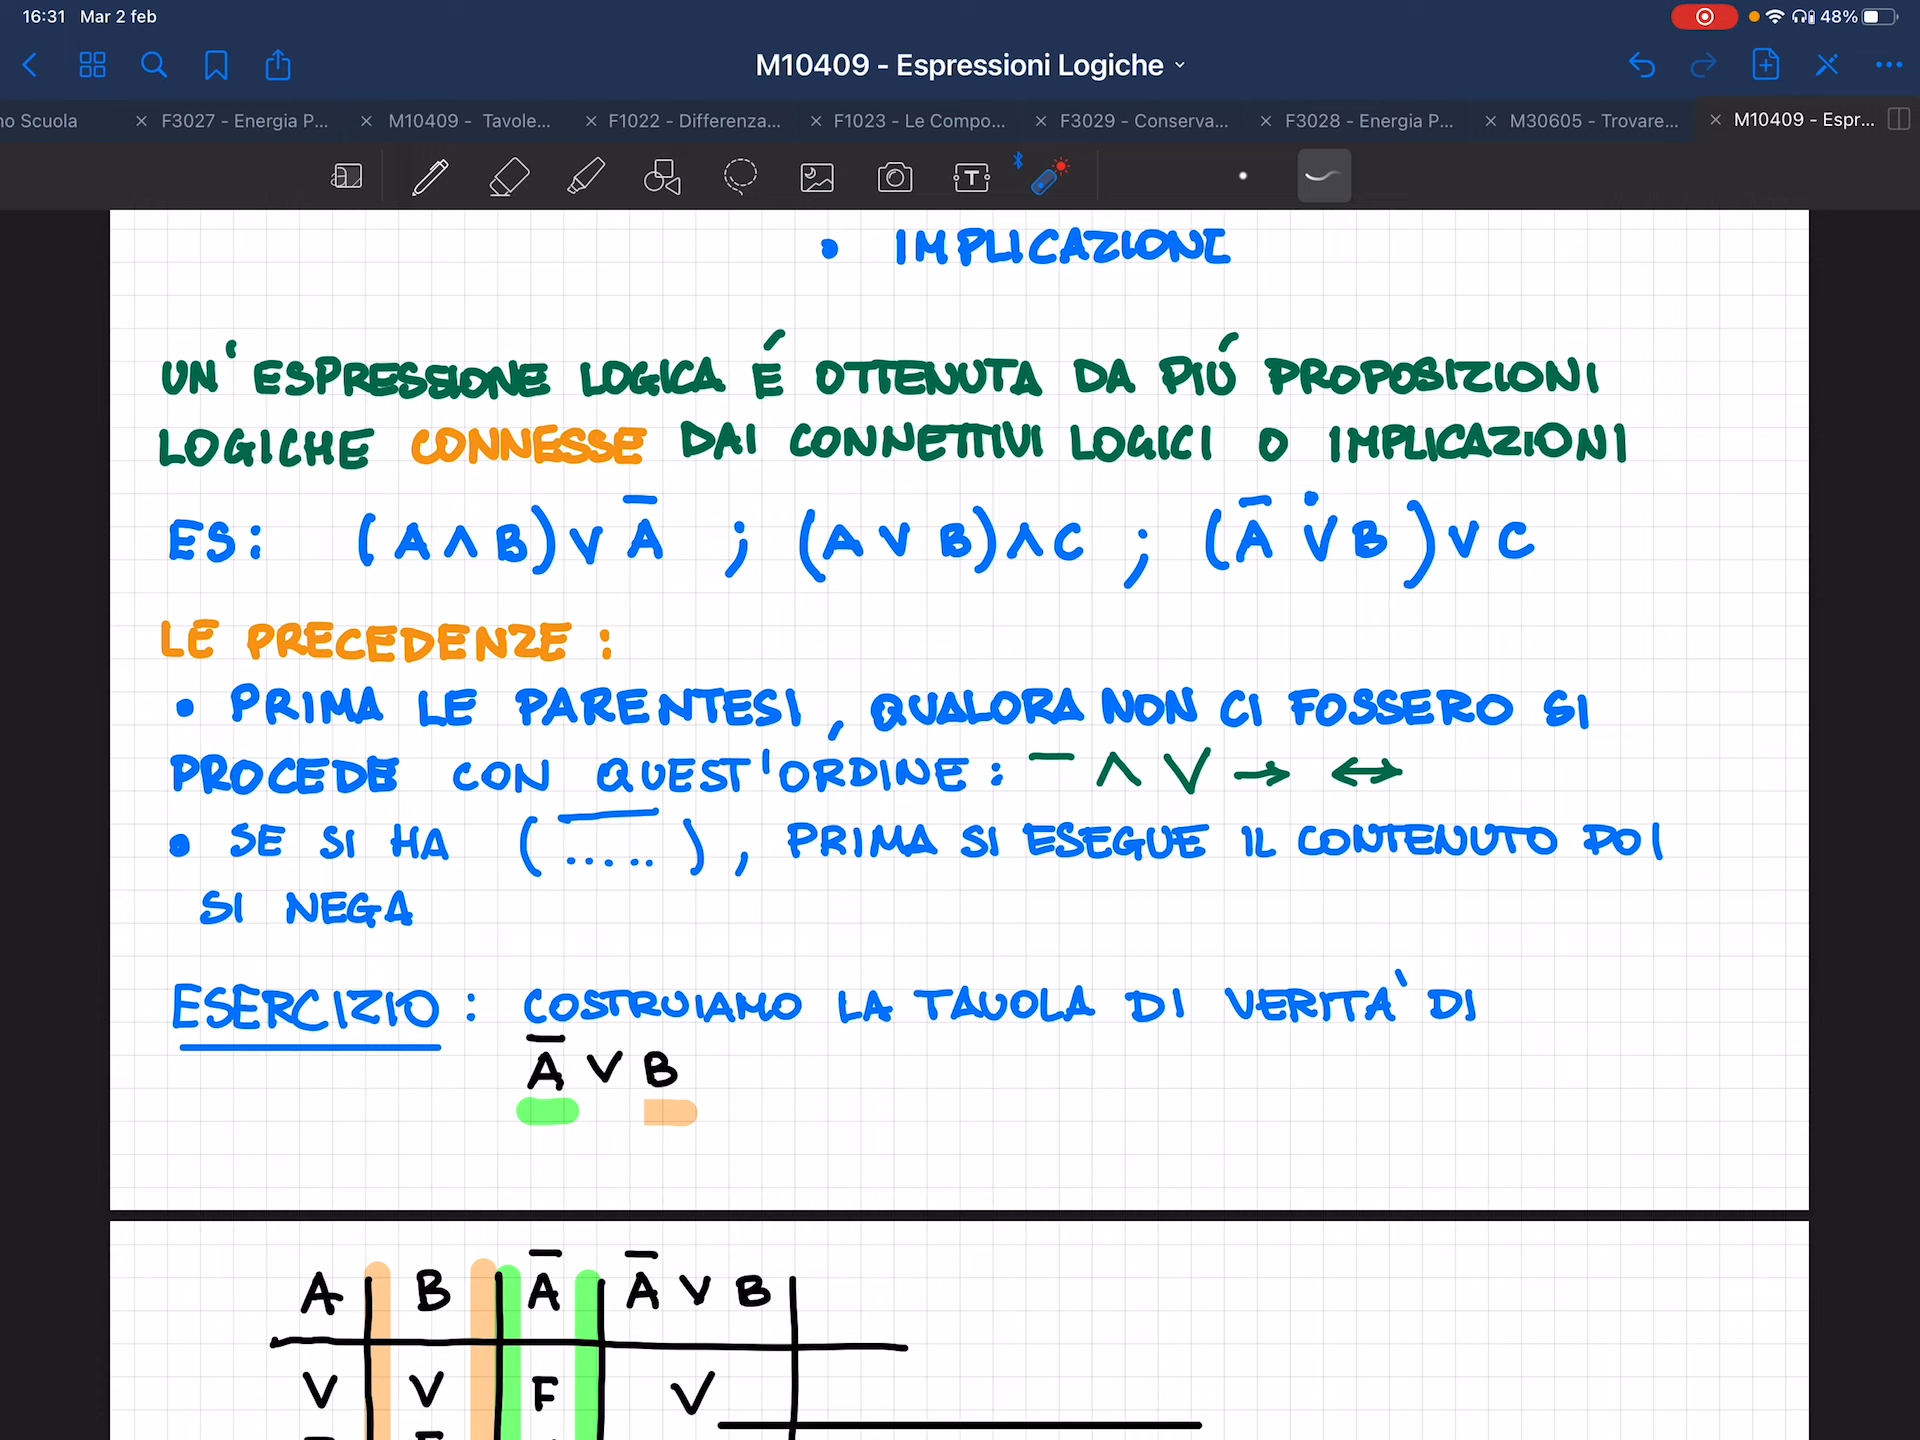 16:31 Mar 2 feb 48%
M10409 - Espressioni Logiche
no Scuola × F3027 - Energia P... × M10409 - Tavole... × F1022 - Differenza... × F1023 - Le Compo... × F3029 - Conserva... × F3028 - Energia P... × M30605 - Trovare... × M10409 - Espr...
• IMPLICAZIONE
UN'ESPRESSIONE LOGICA É OTTENUTA DA PIÚ PROPOSIZIONI
LOGICHE CONNESSE DAI CONNETTIVI LOGICI O IMPLICAZIONI
ES: (A∧B)∨A̅ ; (A∨B)∧C ; (A̅ ∨̇ B)∨C
LE PRECEDENZE :
• PRIMA LE PARENTESI, QUALORA NON CI FOSSERO SI
PROCEDE CON QUEST'ORDINE: ¯ ∧ ∨ → ↔
• SE SI HA (.....̅), PRIMA SI ESEGUE IL CONTENUTO POI
SI NEGA
ESERCIZIO : COSTRUIAMO LA TAVOLA DI VERITA' DI
A̅ ∨ B
A B A̅ A̅ ∨ B
V V F V